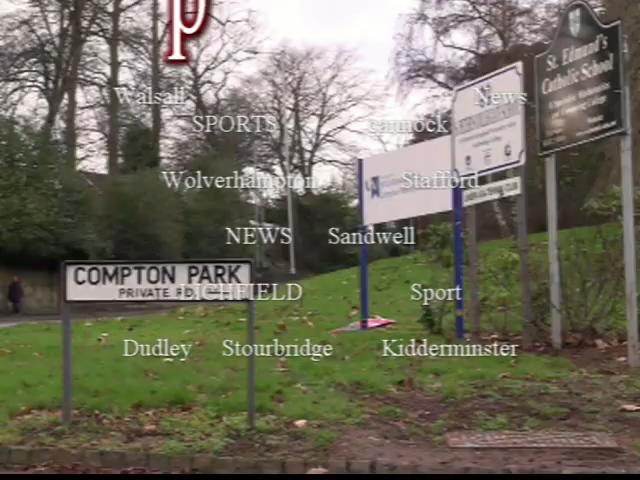 p
Walsall
News
SPORTS
cannock
St. Edmund's
Catholic School
Wolverhampton
Stafford
NEWS
Sandwell
COMPTON PARK
PRIVATE RD.
LICHFIELD
Sport
Dudley
Stourbridge
Kidderminster